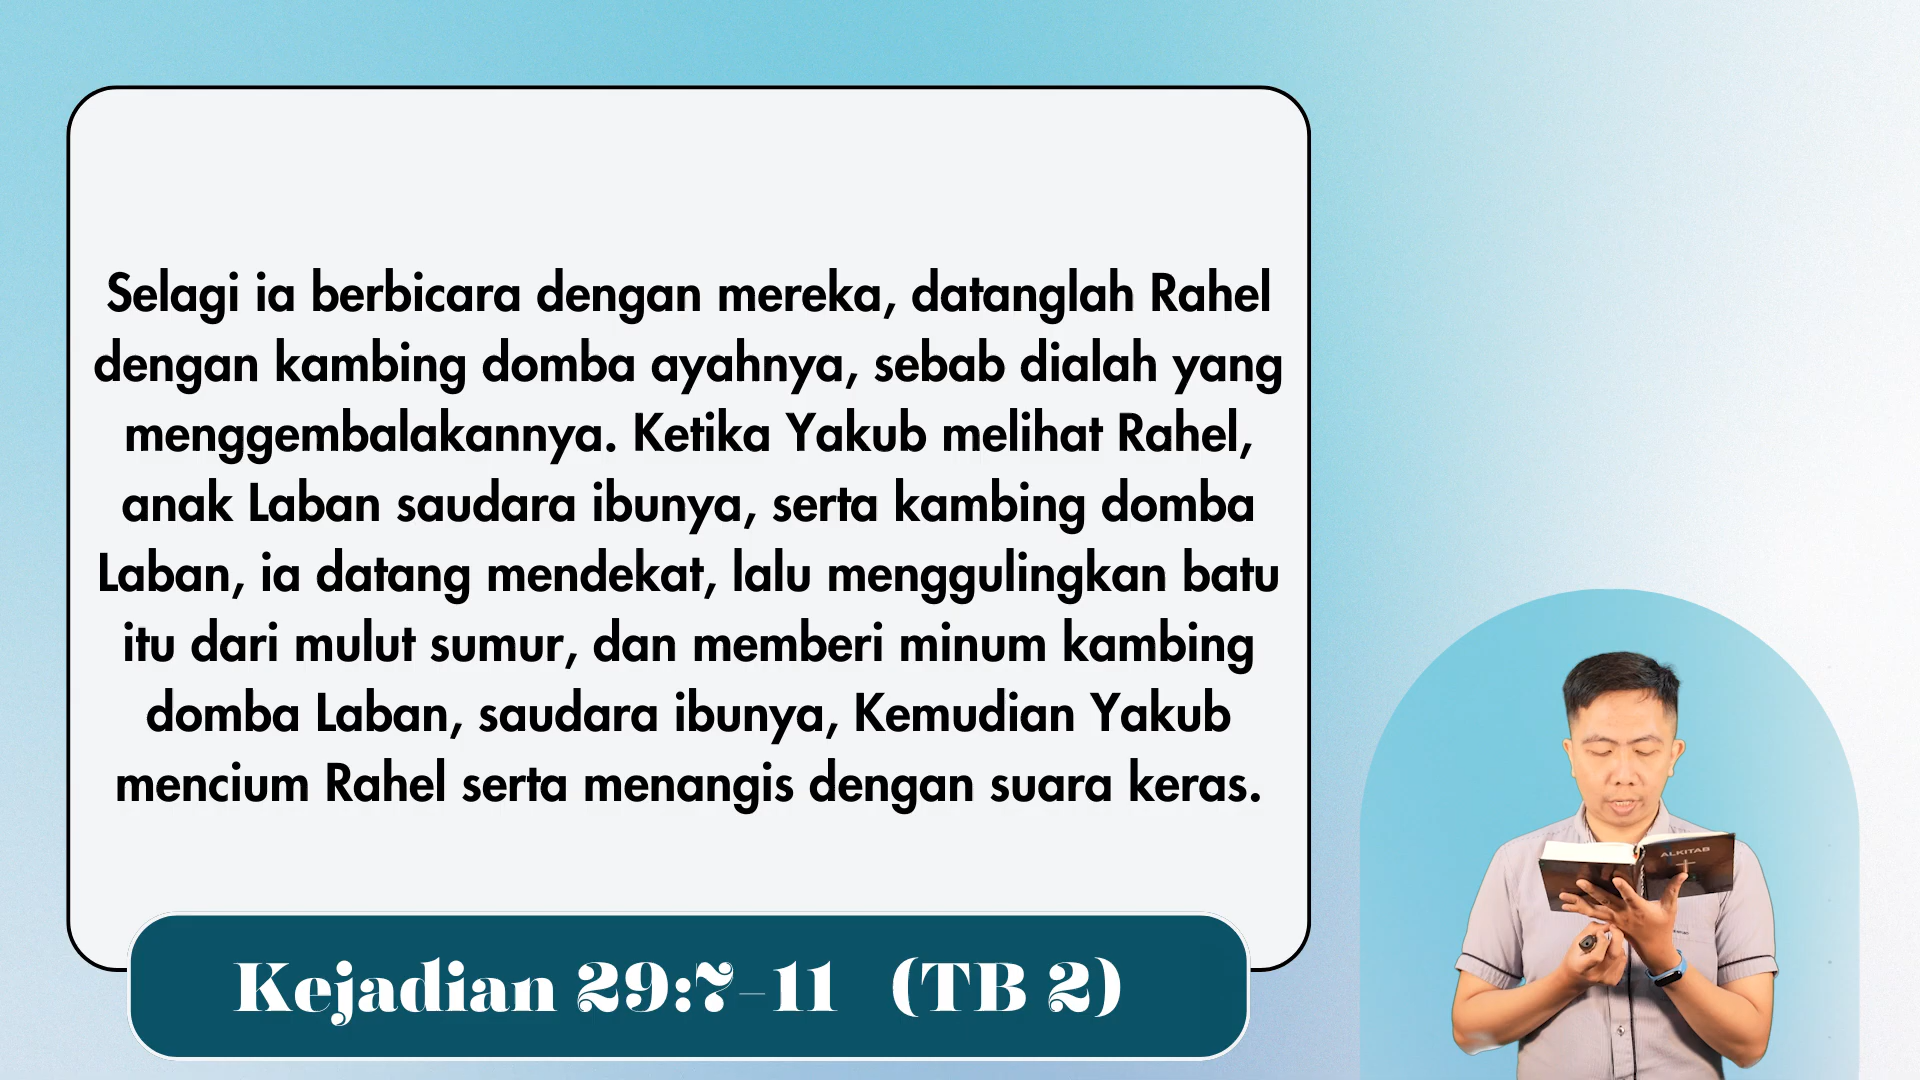 Selagi ia berbicara dengan mereka, datanglah Rahel
dengan kambing domba ayahnya, sebab dialah yang
menggembalakannya. Ketika Yakub melihat Rahel,
anak Laban saudara ibunya, serta kambing domba
Laban, ia datang mendekat, lalu menggulingkan batu
itu dari mulut sumur, dan memberi minum kambing
domba Laban, saudara ibunya, Kemudian Yakub
mencium Rahel serta menangis dengan suara keras.
Kejadian 29:7-11 (TB 2)
ALKITAB